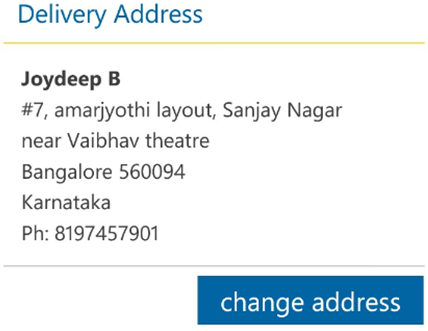 Delivery Address
Joydeep B
#7, amarjyothi layout, Sanjay Nagar
near Vaibhav theatre
Bangalore 560094
Karnataka
Ph: 8197457901
change address